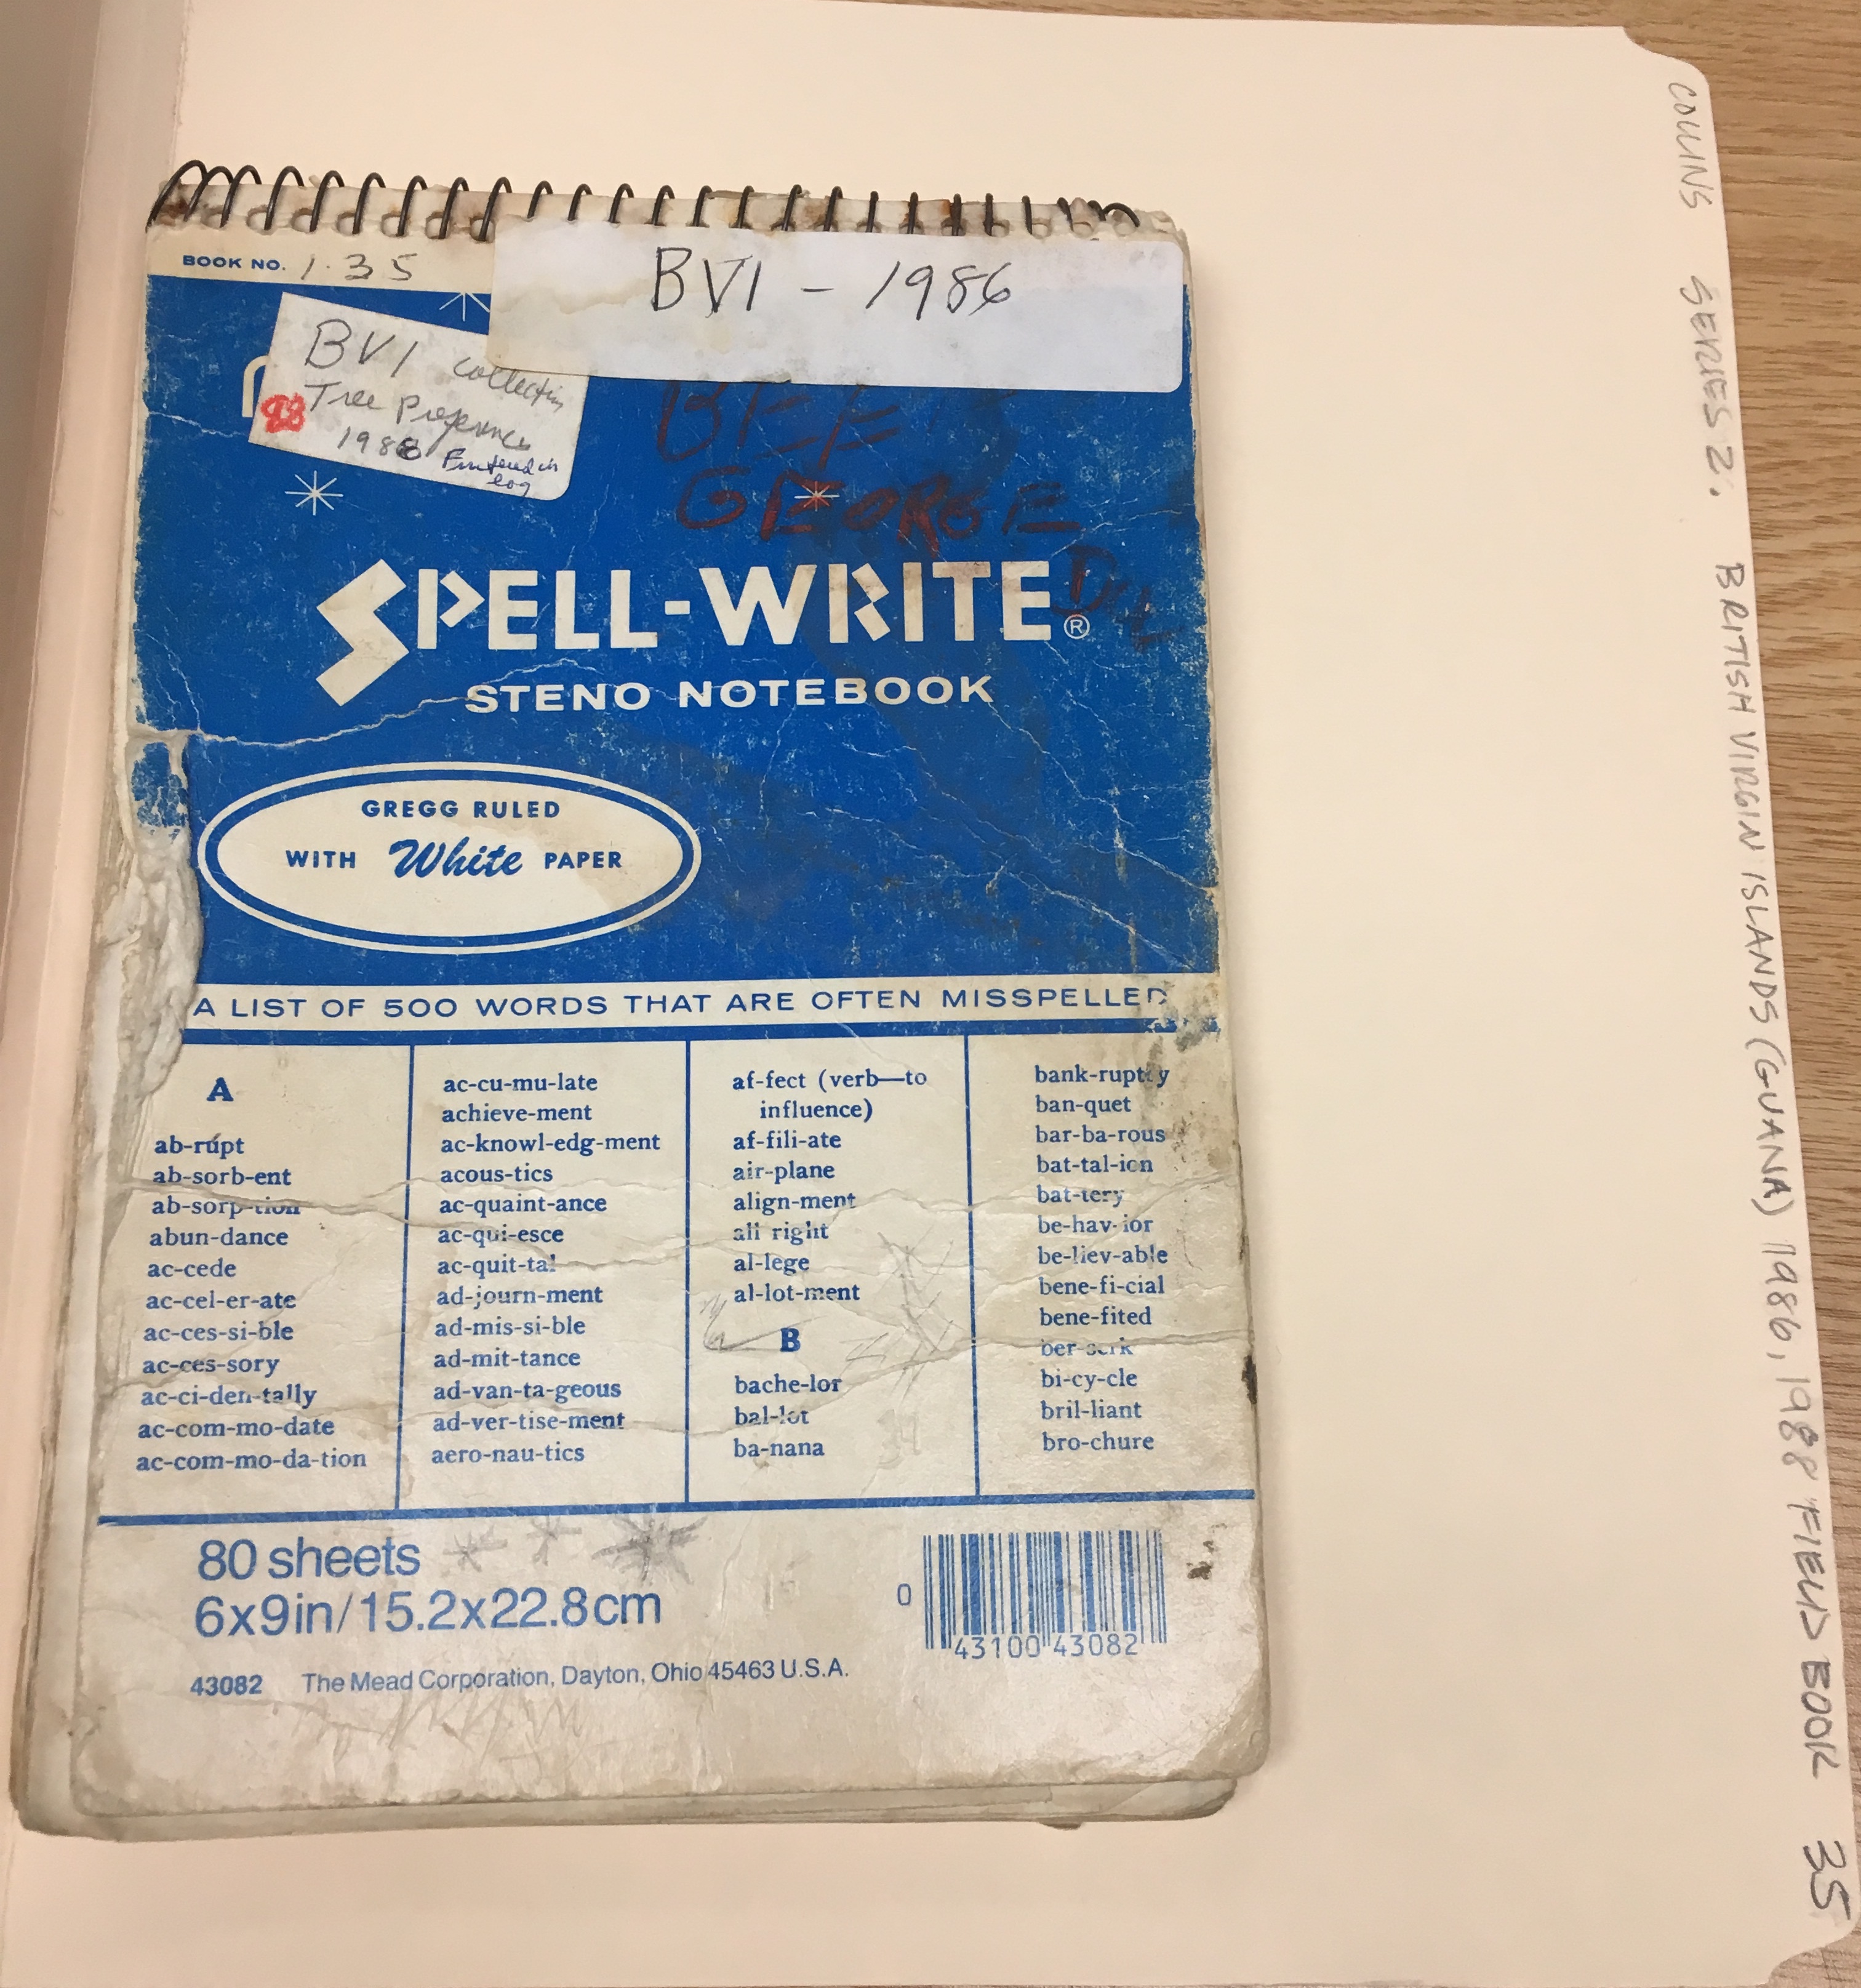 BOOK NO. 1.35
BVI - 1986
BVI collectin
Tree Preferences
98 1988 Entered in
log
BEEF
GEORGE
SPELL-WRITE®
STENO NOTEBOOK
GREGG RULED
WITH White PAPER
A LIST OF 500 WORDS THAT ARE OFTEN MISSPELLED
A
ab-rupt
ab-sorb-ent
ab-sorp-tion
abun-dance
ac-cede
ac-cel-er-ate
ac-ces-si-ble
ac-ces-sory
ac-ci-den-tally
ac-com-mo-date
ac-com-mo-da-tion
ac-cu-mu-late
achieve-ment
ac-knowl-edg-ment
acous-tics
ac-quaint-ance
ac-qui-esce
ac-quit-tal
ad-journ-ment
ad-mis-si-ble
ad-mit-tance
ad-van-ta-geous
ad-ver-tise-ment
aero-nau-tics
af-fect (verb—to
influence)
af-fili-ate
air-plane
align-ment
all right
al-lege
al-lot-ment
B
bache-lor
bal-lot
ba-nana
bank-ruptcy
ban-quet
bar-ba-rous
bat-tal-ion
bat-tery
be-hav-ior
be-liev-able
bene-fi-cial
bene-fited
ber-serk
bi-cy-cle
bril-liant
bro-chure
80 sheets
6x9in/15.2x22.8cm
43082 The Mead Corporation, Dayton, Ohio 45463 U.S.A.
0 43100 43082
COLLINS SERIES 2. BRITISH VIRGIN ISLANDS (GUANA) 1986, 1988 FIELD BOOK 35